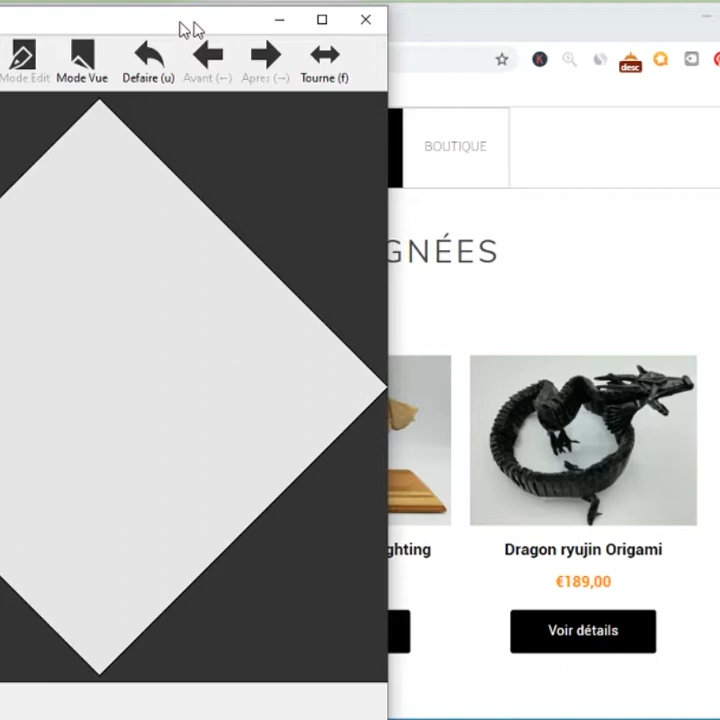 Mode Edit Mode Vue Defaire (u) Avant (←) Apres (→) Tourne (f)
desc
BOUTIQUE
GNÉES
ghting
Dragon ryujin Origami
€189,00
Voir détails